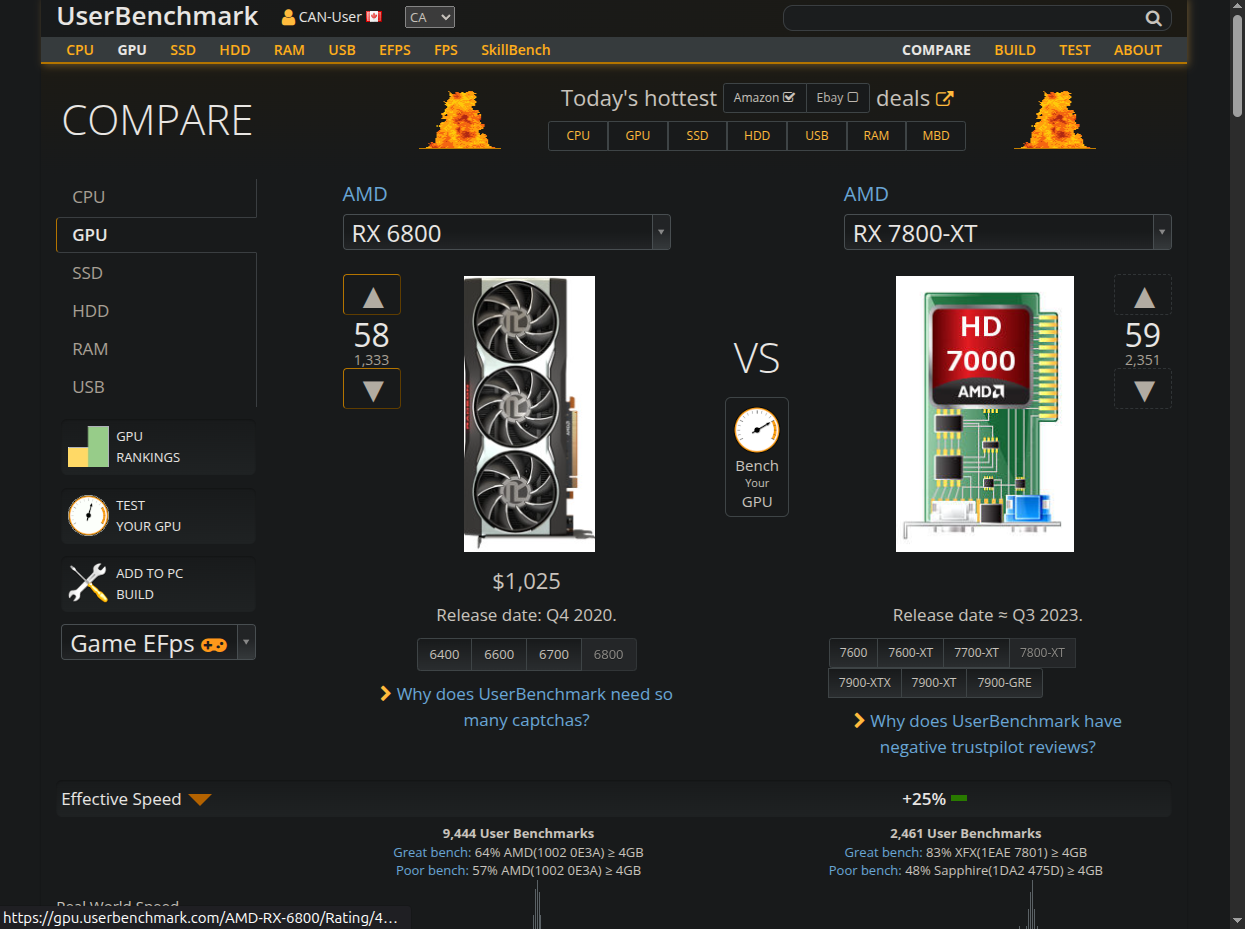 UserBenchmark
CAN-User
CA
CPU GPU SSD HDD RAM USB EFPS FPS SkillBench
COMPARE BUILD TEST ABOUT
COMPARE
Today's hottest Amazon Ebay deals
CPU GPU SSD HDD USB RAM MBD
CPU
GPU
SSD
HDD
RAM
USB
GPU
RANKINGS
TEST
YOUR GPU
ADD TO PC
BUILD
Game EFps
AMD
RX 6800
58
1,333
$1,025
Release date: Q4 2020.
6400 6600 6700 6800
Why does UserBenchmark need so
many captchas?
VS
Bench
Your
GPU
AMD
RX 7800-XT
HD
7000
AMD
59
2,351
Release date ≈ Q3 2023.
7600 7600-XT 7700-XT 7800-XT
7900-XTX 7900-XT 7900-GRE
Why does UserBenchmark have
negative trustpilot reviews?
Effective Speed
+25%
9,444 User Benchmarks
Great bench: 64% AMD(1002 0E3A) ≥ 4GB
Poor bench: 57% AMD(1002 0E3A) ≥ 4GB
2,461 User Benchmarks
Great bench: 83% XFX(1EAE 7801) ≥ 4GB
Poor bench: 48% Sapphire(1DA2 475D) ≥ 4GB
Real World Speed
https://gpu.userbenchmark.com/AMD-RX-6800/Rating/4...